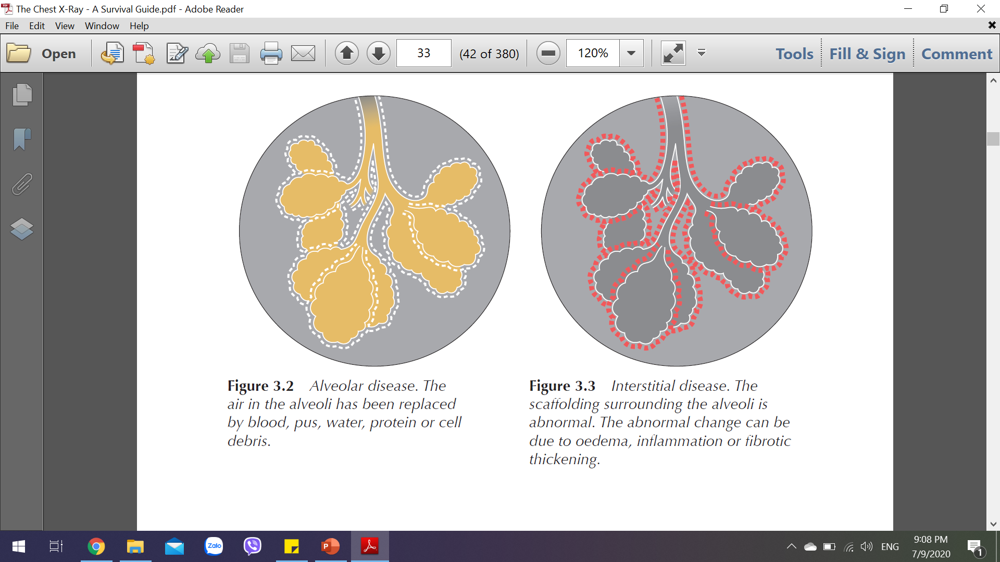 The Chest X-Ray - A Survival Guide.pdf - Adobe Reader
File Edit View Window Help
Open 33 (42 of 380) 120% Tools Fill & Sign Comment
Figure 3.2 Alveolar disease. The
air in the alveoli has been replaced
by blood, pus, water, protein or cell
debris.
Figure 3.3 Interstitial disease. The
scaffolding surrounding the alveoli is
abnormal. The abnormal change can be
due to oedema, inflammation or fibrotic
thickening.
Zalo
P
ENG
9:08 PM
7/9/2020
1